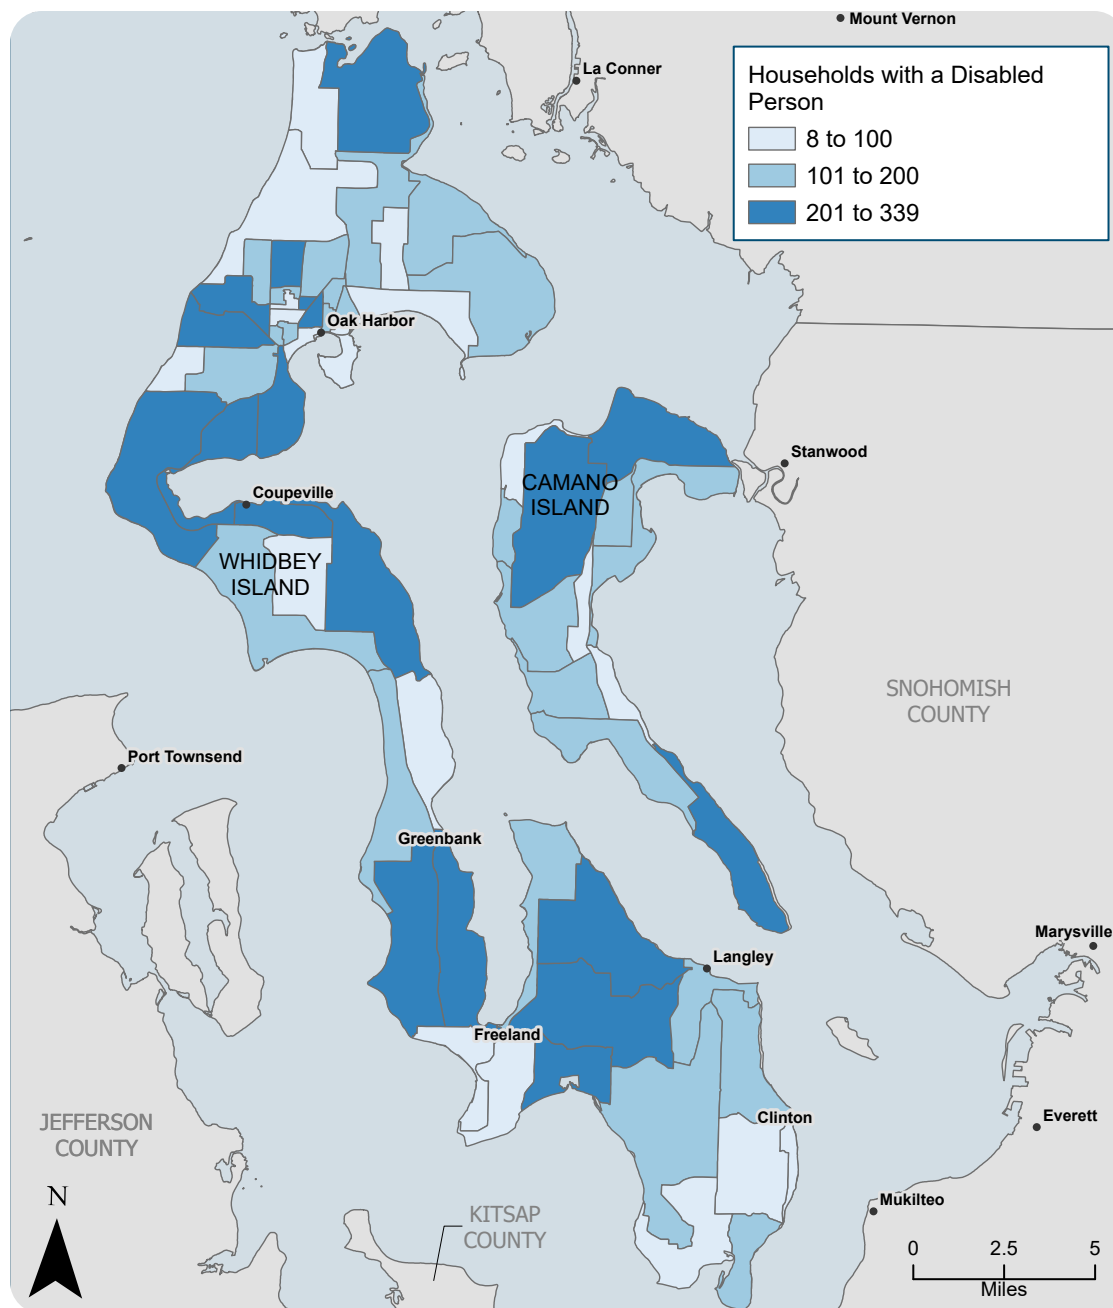 Mount Vernon
La Conner
Households with a Disabled
Person
8 to 100
101 to 200
201 to 339
Oak Harbor
Stanwood
CAMANO
ISLAND
Coupeville
WHIDBEY
ISLAND
SNOHOMISH
COUNTY
Port Townsend
Greenbank
Marysville
Langley
Freeland
JEFFERSON
COUNTY
Clinton
Everett
N
Mukilteo
KITSAP
COUNTY
0 2.5 5
Miles